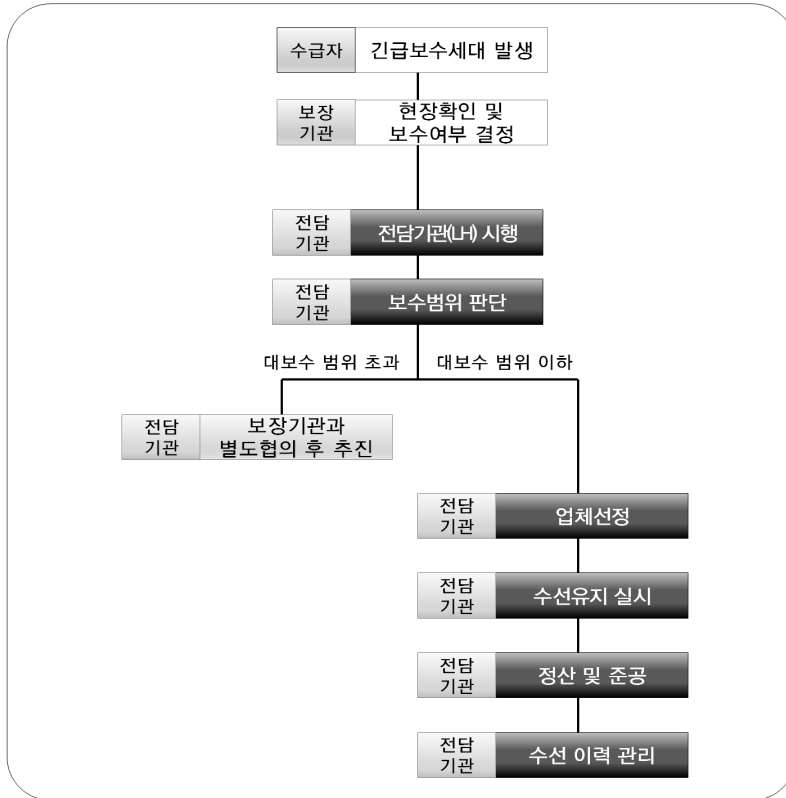 수급자 긴급보수세대 발생
보장
기관
현장확인 및
보수여부 결정
전담
기관
전담기관(LH) 시행
전담
기관
보수범위 판단
대보수 범위 초과 대보수 범위 이하
전담
기관
보장기관과
별도협의 후 추진
전담
기관
업체선정
전담
기관
수선유지 실시
전담
기관
정산 및 준공
전담
기관
수선 이력 관리